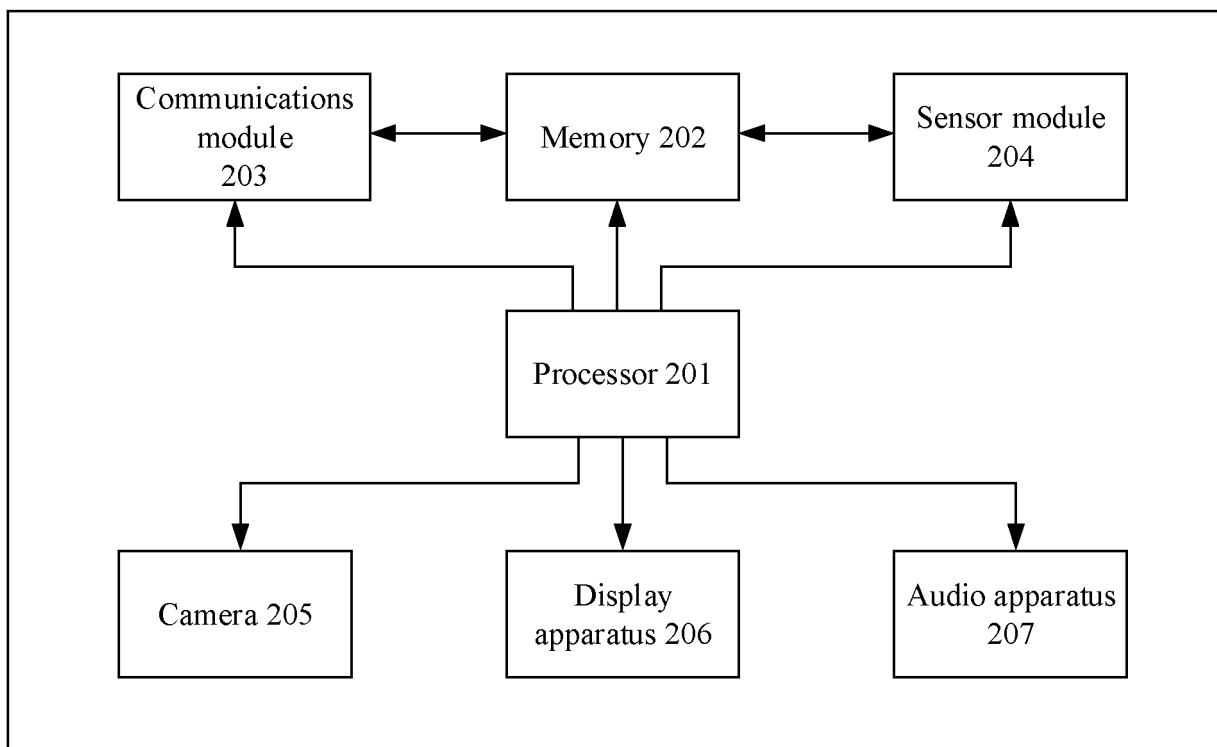 Communications
module
203
Memory 202
Sensor module
204
Processor 201
Camera 205
Display
apparatus 206
Audio apparatus
207